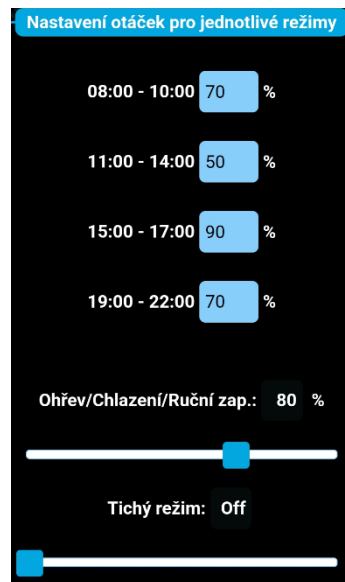 Nastavení otáček pro jednotlivé režimy
08:00 - 10:00 70 %
11:00 - 14:00 50 %
15:00 - 17:00 90 %
19:00 - 22:00 70 %
Ohřev/Chlazení/Ruční zap.: 80 %
Tichý režim: Off